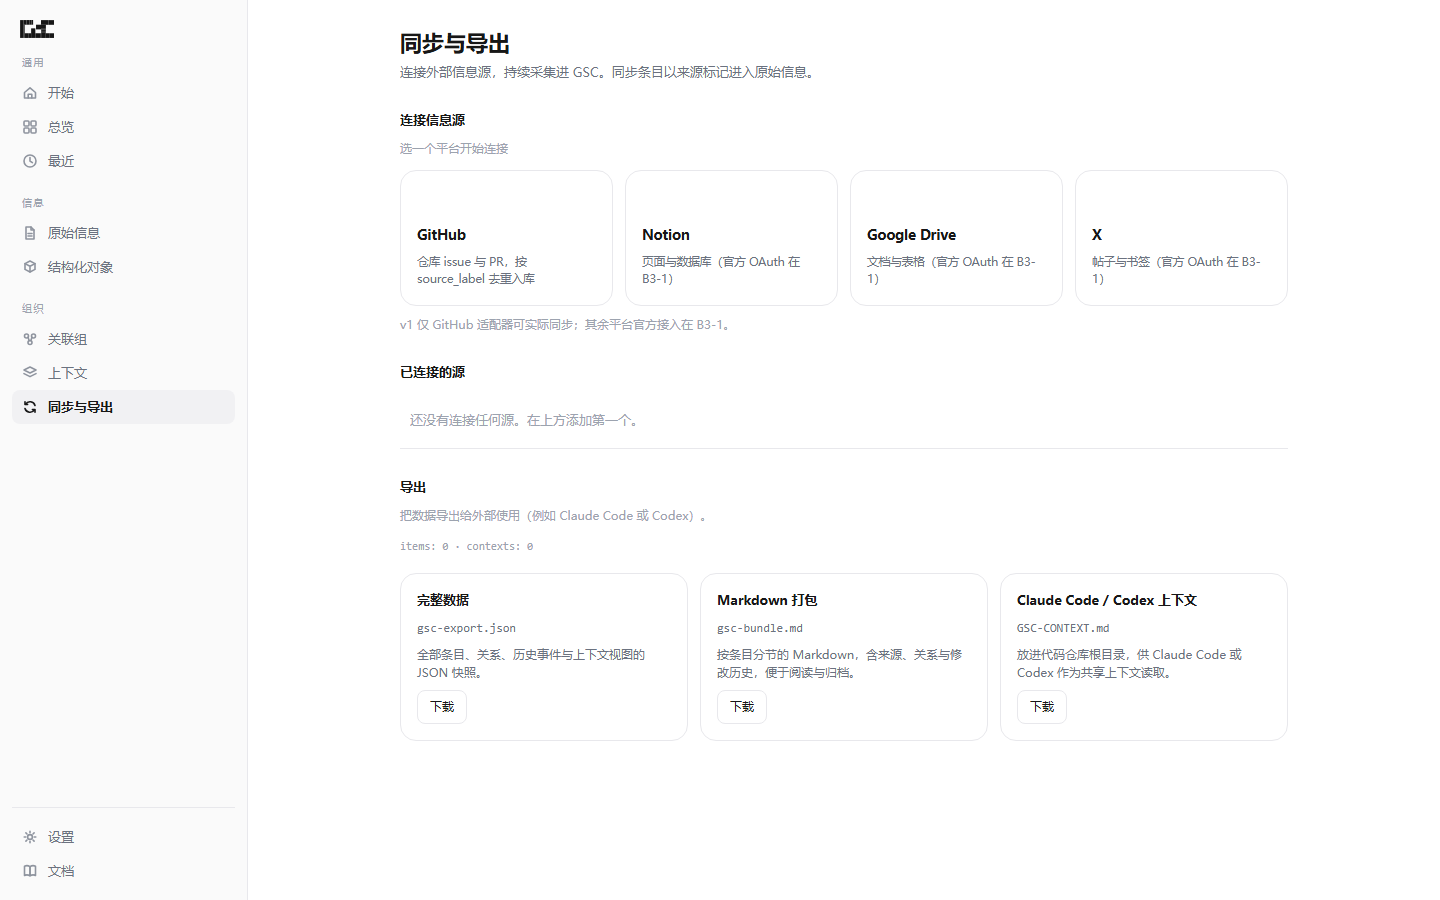 GSC
通用
开始
总览
最近
信息
原始信息
结构化对象
组织
关联组
上下文
同步与导出
设置
文档
同步与导出
连接外部信息源，持续采集进 GSC。同步条目以来源标记进入原始信息。
连接信息源
选一个平台开始连接
GitHub
仓库 issue 与 PR，按
source_label 去重入库
Notion
页面与数据库（官方 OAuth 在
B3-1）
Google Drive
文档与表格（官方 OAuth 在 B3-
1）
X
帖子与书签（官方 OAuth 在 B3-
1）
v1 仅 GitHub 适配器可实际同步；其余平台官方接入在 B3-1。
已连接的源
还没有连接任何源。在上方添加第一个。
导出
把数据导出给外部使用（例如 Claude Code 或 Codex）。
items: 0 · contexts: 0
完整数据
gsc-export.json
全部条目、关系、历史事件与上下文视图的
JSON 快照。
下载
Markdown 打包
gsc-bundle.md
按条目分节的 Markdown，含来源、关系与修
改历史，便于阅读与归档。
下载
Claude Code / Codex 上下文
GSC-CONTEXT.md
放进代码仓库根目录，供 Claude Code 或
Codex 作为共享上下文读取。
下载